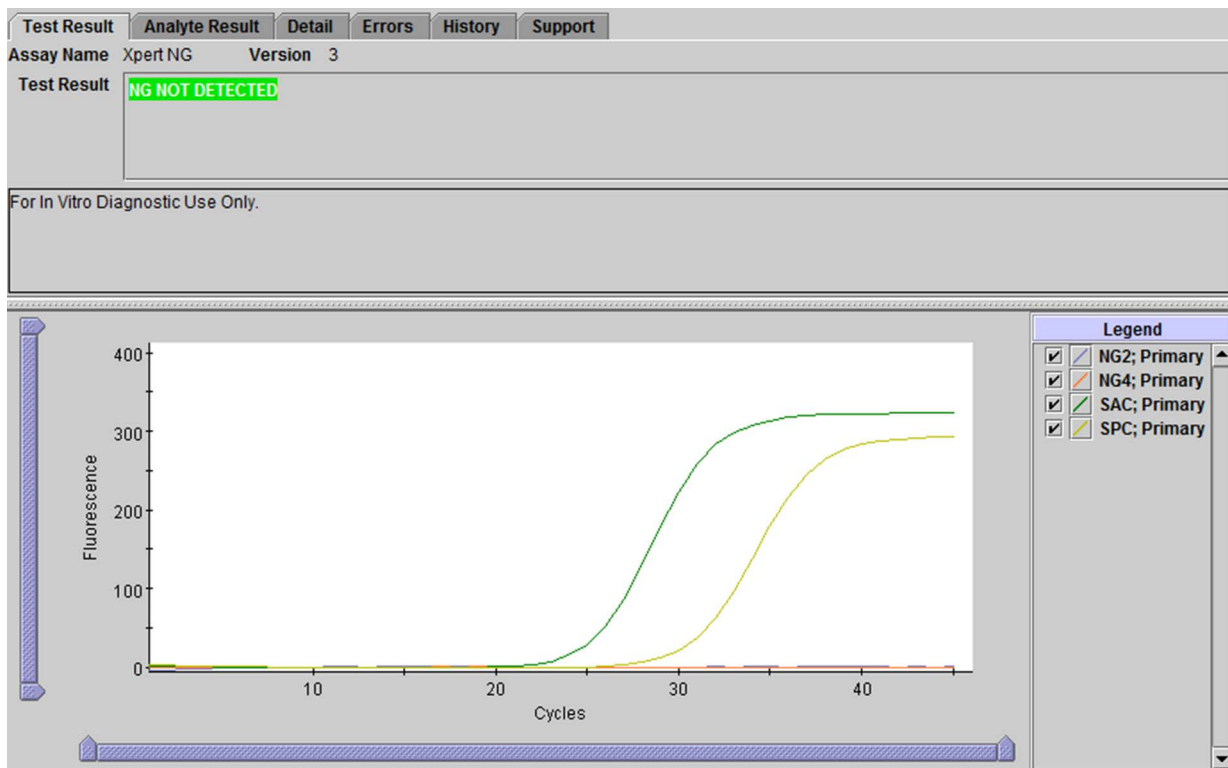 Test Result Analyte Result Detail Errors History Support
Assay Name Xpert NG Version 3
Test Result NG NOT DETECTED
For In Vitro Diagnostic Use Only.
Legend
NG2; Primary
NG4; Primary
SAC; Primary
SPC; Primary
400
300
200
100
0
Fluorescence
10 20 30 40
Cycles